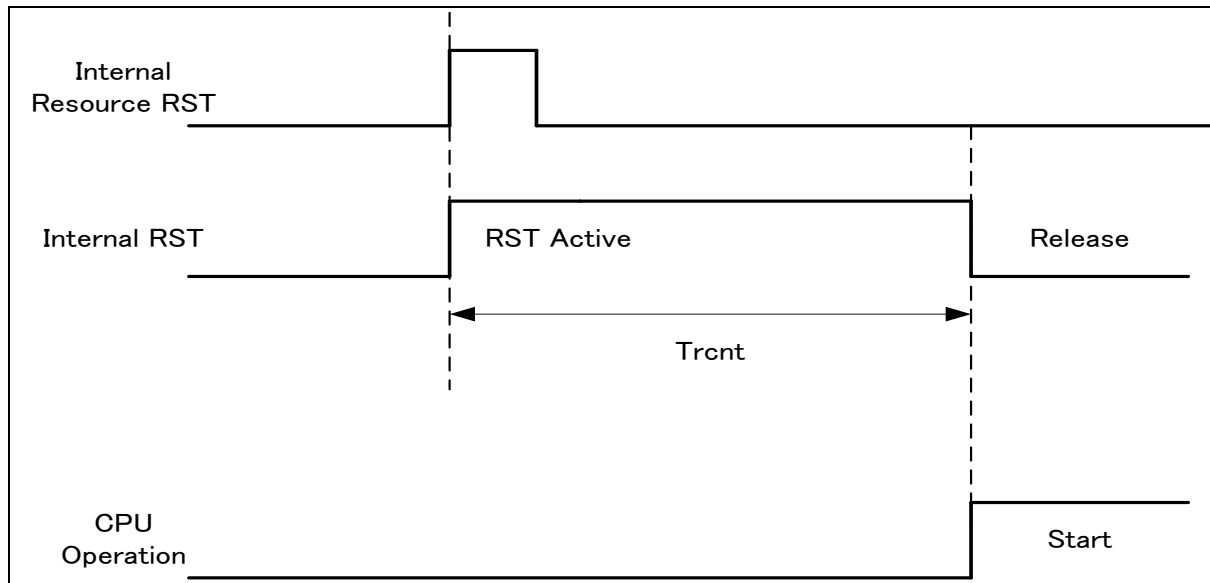 Internal
Resource RST
Internal RST
RST Active
Release
Trcnt
CPU
Operation
Start